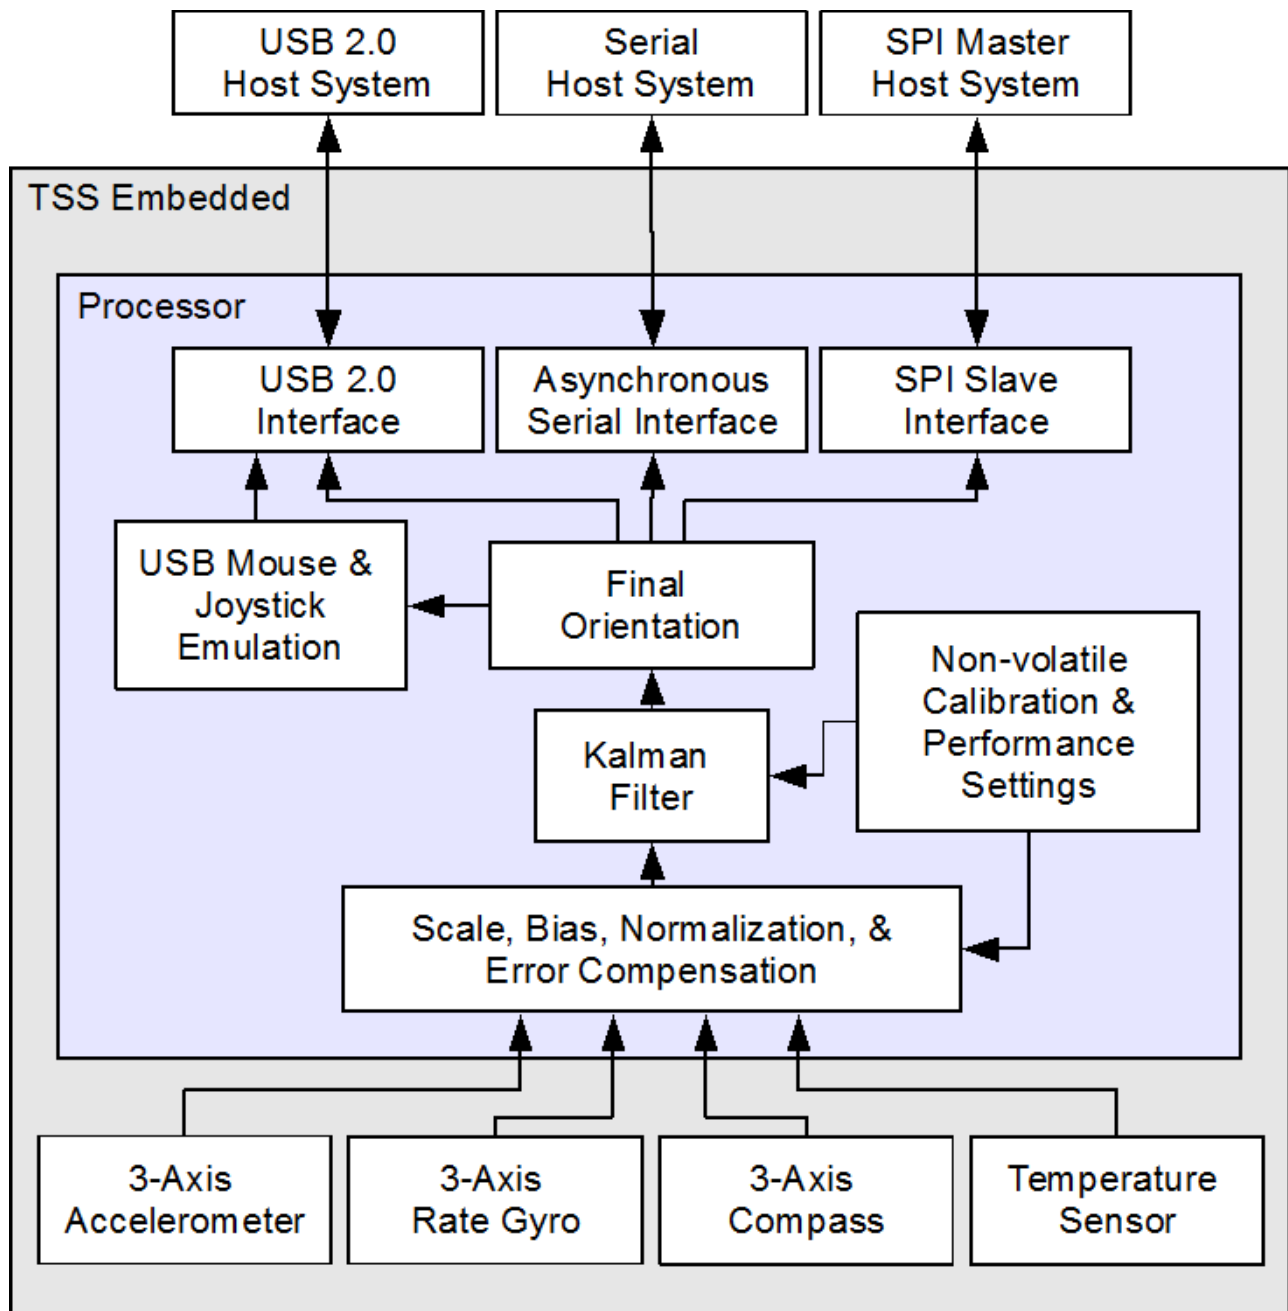 USB 2.0
Host System
Serial
Host System
SPI Master
Host System
TSS Embedded
Processor
USB 2.0
Interface
Asynchronous
Serial Interface
SPI Slave
Interface
USB Mouse &
Joystick
Emulation
Final
Orientation
Non-volatile
Calibration &
Performance
Settings
Kalman
Filter
Scale, Bias, Normalization, &
Error Compensation
3-Axis
Accelerometer
3-Axis
Rate Gyro
3-Axis
Compass
Temperature
Sensor